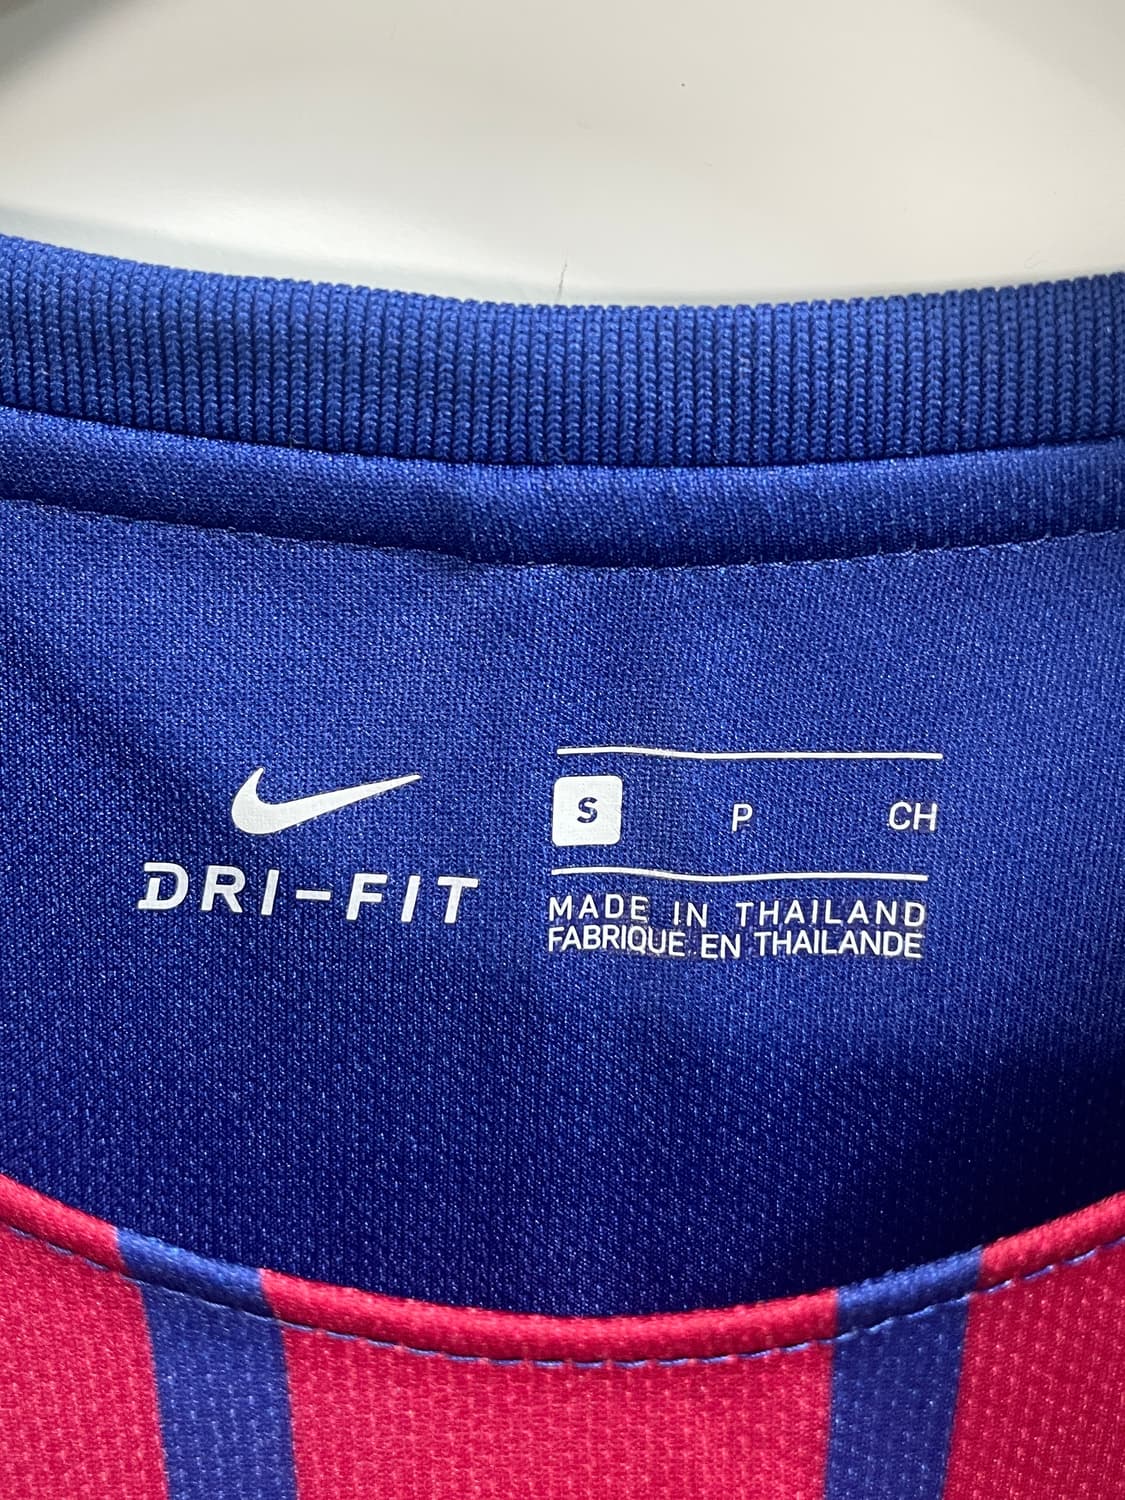 DRI-FIT
S P CH
MADE IN THAILAND
FABRIQUE EN THAILANDE